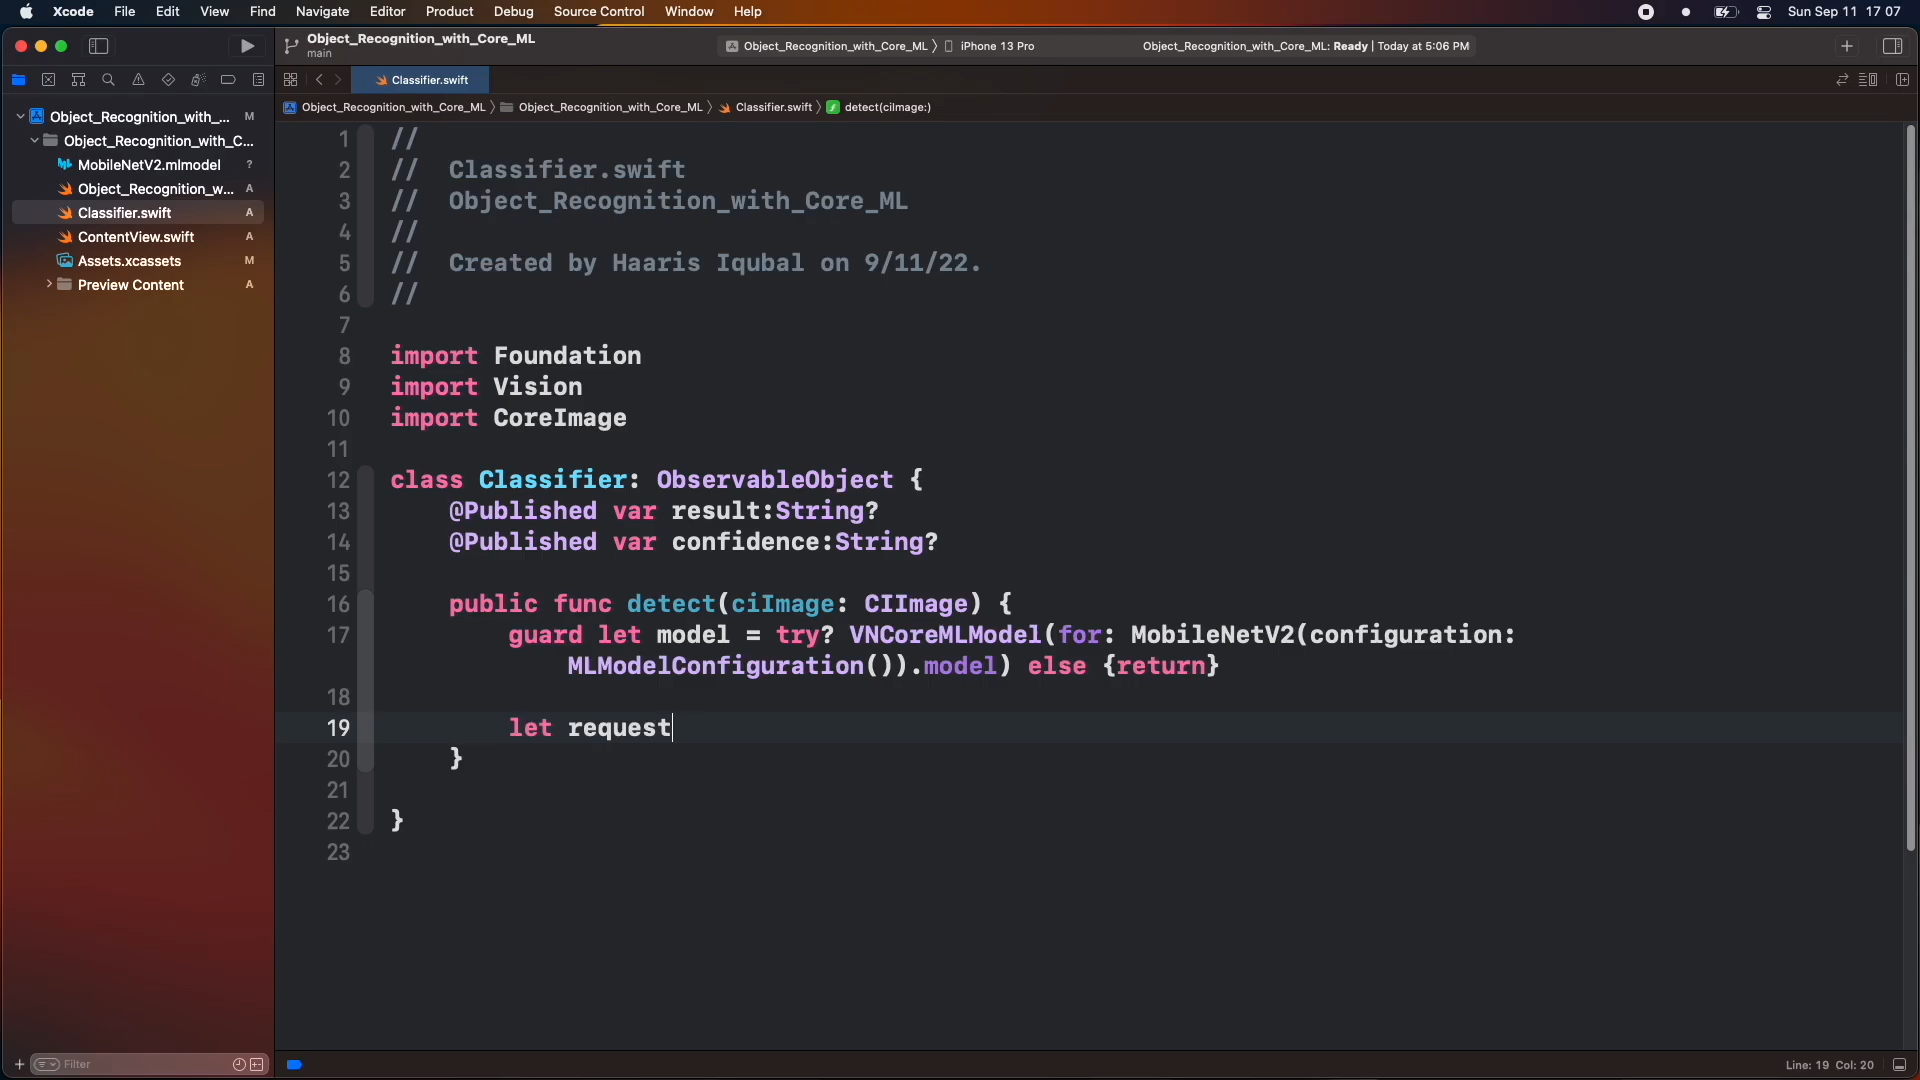 Xcode File Edit View Find Navigate Editor Product Debug Source Control Window Help
Sun Sep 11 17 07
Object_Recognition_with_Core_ML
main
Object_Recognition_with_Core_ML 〉 iPhone 13 Pro
Object_Recognition_with_Core_ML: Ready | Today at 5:06 PM
Classifier.swift
Object_Recognition_with_Core_ML 〉 Object_Recognition_with_Core_ML 〉 Classifier.swift 〉 detect(ciImage:)
Object_Recognition_with_... M
Object_Recognition_with_C...
MobileNetV2.mlmodel ?
Object_Recognition_w... A
Classifier.swift A
ContentView.swift A
Assets.xcassets M
Preview Content A
1 //
2 //  Classifier.swift
3 //  Object_Recognition_with_Core_ML
4 //
5 //  Created by Haaris Iqubal on 9/11/22.
6 //
7
8 import Foundation
9 import Vision
10 import CoreImage
11
12 class Classifier: ObservableObject {
13     @Published var result:String?
14     @Published var confidence:String?
15
16     public func detect(ciImage: CIImage) {
17         guard let model = try? VNCoreMLModel(for: MobileNetV2(configuration:
            MLModelConfiguration()).model) else {return}
18
19         let request
20     }
21
22 }
23
Filter
Line: 19 Col: 20